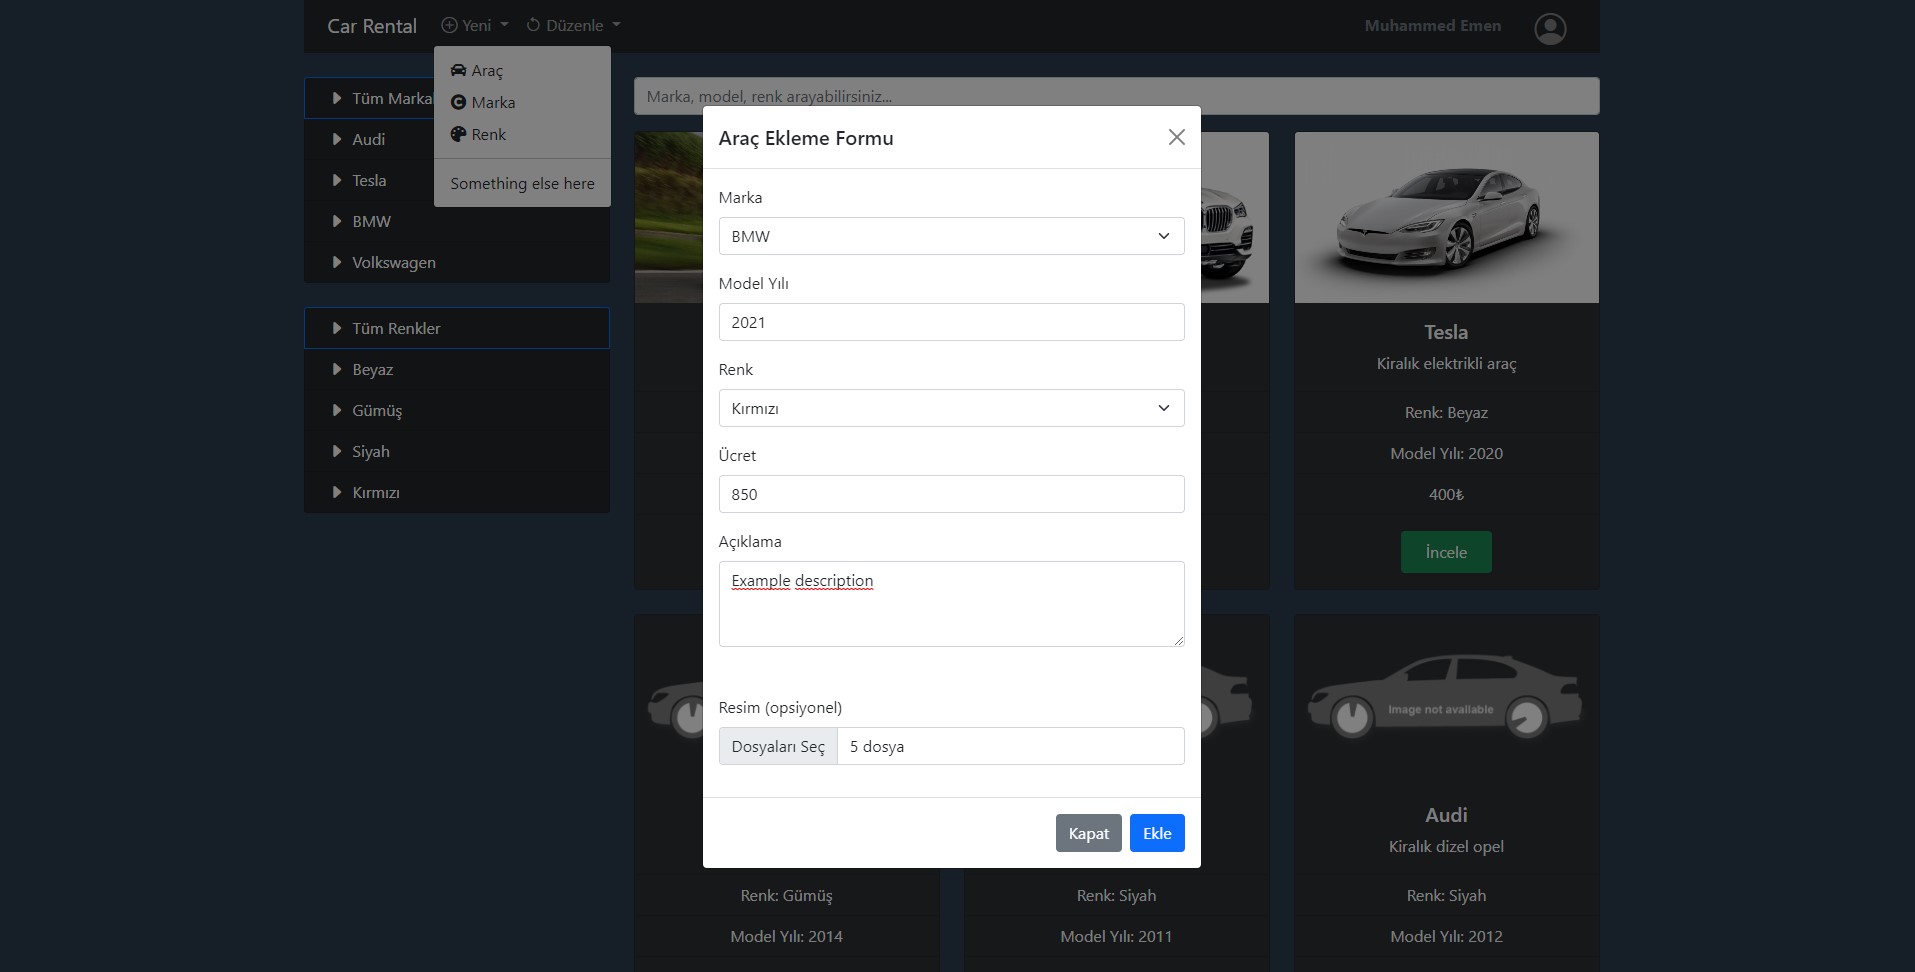 Car Rental
Yeni
Düzenle
Muhammed Emen
Araç
Marka
Renk
Something else here
Tüm Markal
Audi
Tesla
BMW
Volkswagen
Tüm Renkler
Beyaz
Gümüş
Siyah
Kırmızı
Marka, model, renk arayabilirsiniz...
Araç Ekleme Formu
Marka
BMW
Model Yılı
2021
Renk
Kırmızı
Ücret
850
Açıklama
Example description
Resim (opsiyonel)
Dosyaları Seç
5 dosya
Kapat
Ekle
Tesla
Kiralık elektrikli araç
Renk: Beyaz
Model Yılı: 2020
400₺
İncele
Renk: Gümüş
Model Yılı: 2014
Renk: Siyah
Model Yılı: 2011
Image not available
Audi
Kiralık dizel opel
Renk: Siyah
Model Yılı: 2012